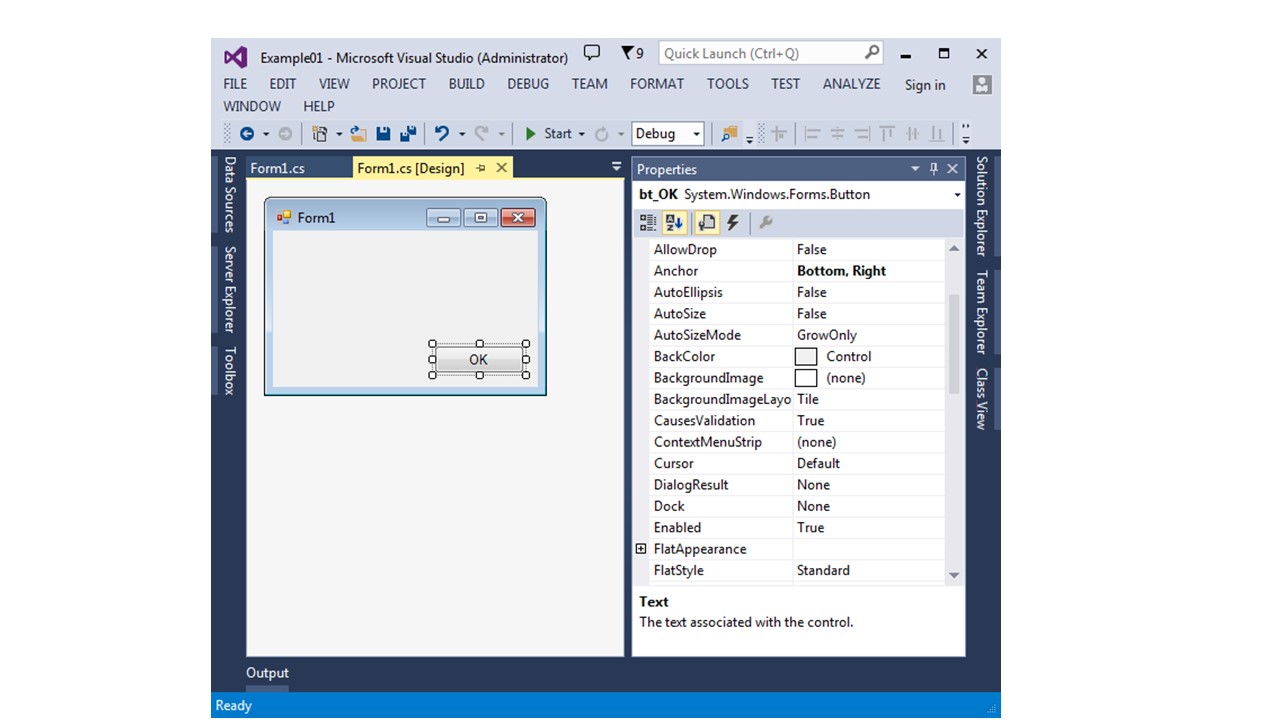 Example01 - Microsoft Visual Studio (Administrator) 9 Quick Launch (Ctrl+Q)
FILE EDIT VIEW PROJECT BUILD DEBUG TEAM FORMAT TOOLS TEST ANALYZE Sign in
WINDOW HELP
Start Debug
Data Sources
Server Explorer
Toolbox
Form1.cs Form1.cs [Design]
Form1
OK
Properties
bt_OK System.Windows.Forms.Button
AllowDrop False
Anchor Bottom, Right
AutoEllipsis False
AutoSize False
AutoSizeMode GrowOnly
BackColor Control
BackgroundImage (none)
BackgroundImageLayo Tile
CausesValidation True
ContextMenuStrip (none)
Cursor Default
DialogResult None
Dock None
Enabled True
FlatAppearance
FlatStyle Standard
Text
The text associated with the control.
Solution Explorer
Team Explorer
Class View
Output
Ready